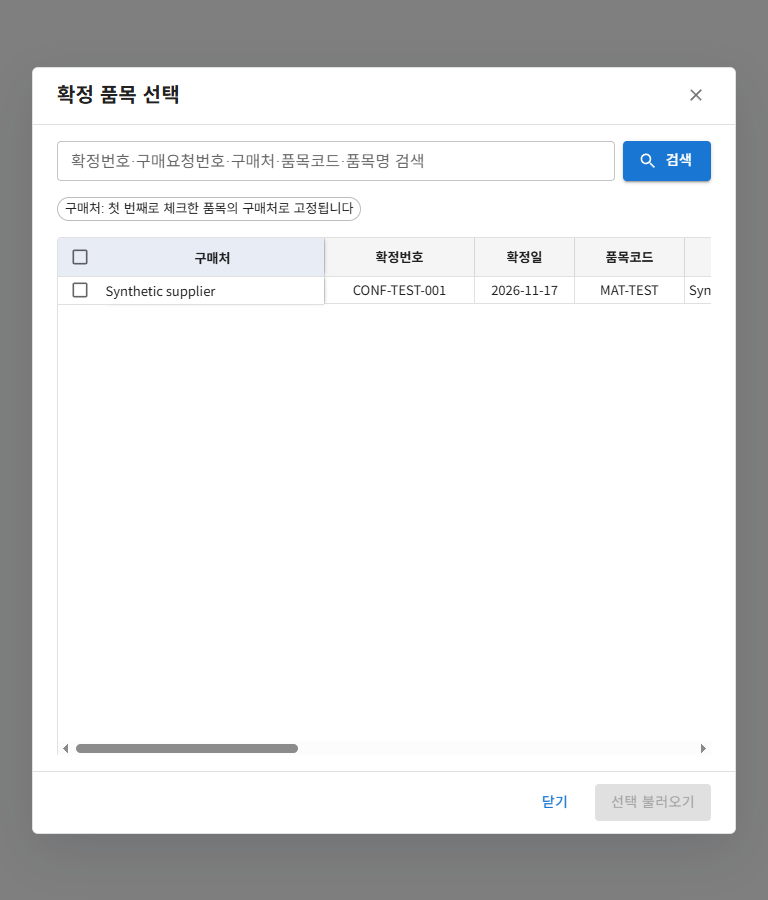 확정 품목 선택
확정번호·구매요청번호·구매처·품목코드·품목명 검색
검색
구매처: 첫 번째로 체크한 품목의 구매처로 고정됩니다
구매처 확정번호 확정일 품목코드
Synthetic supplier CONF-TEST-001 2026-11-17 MAT-TEST Syn
닫기 선택 불러오기